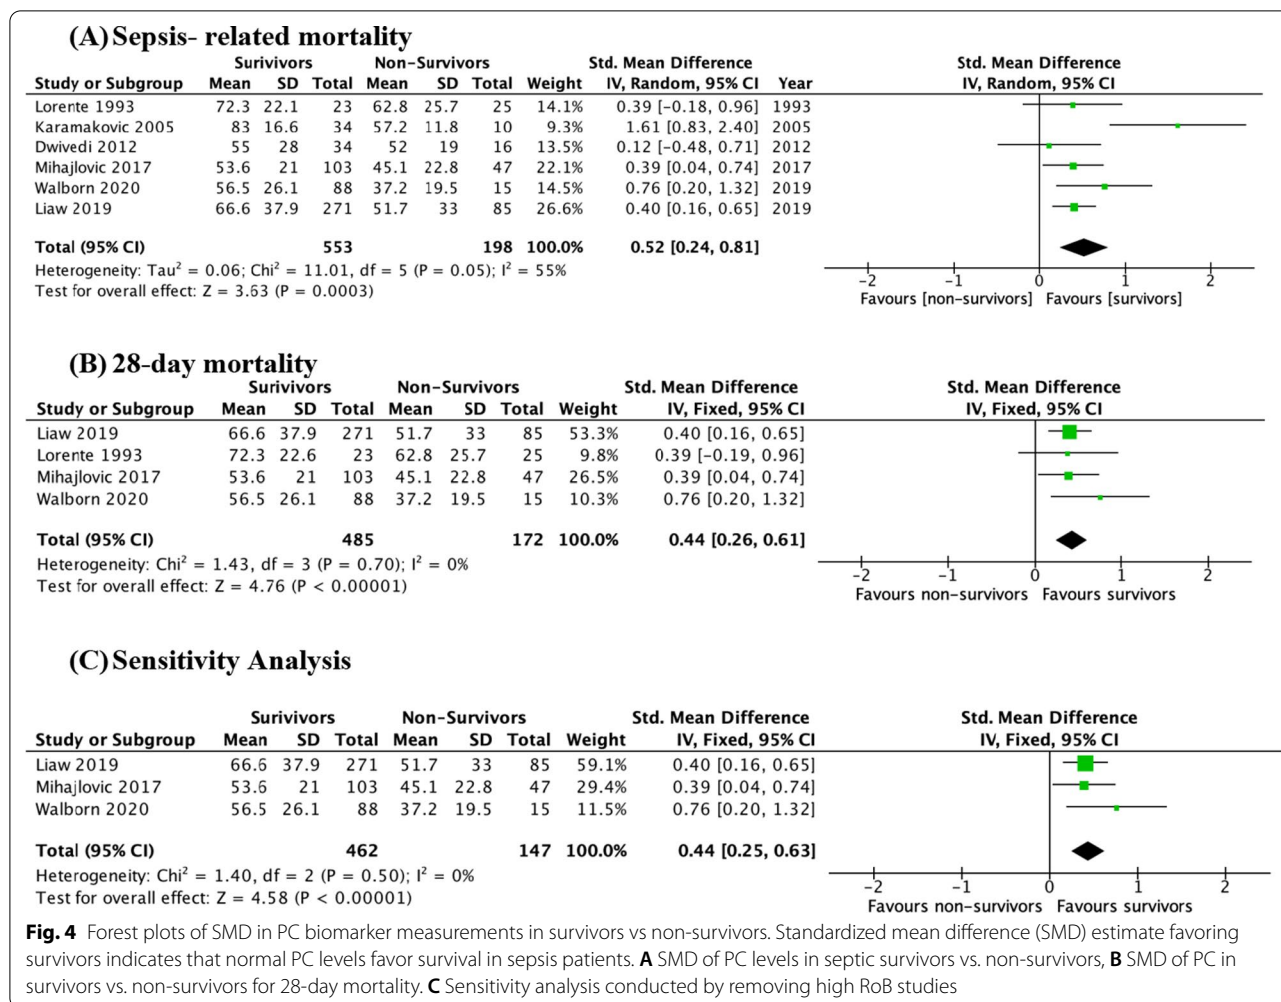 (A) Sepsis- related mortality
Surivivors Non-Survivors Std. Mean Difference Std. Mean Difference
Study or Subgroup Mean SD Total Mean SD Total Weight IV, Random, 95% CI Year IV, Random, 95% CI
Lorente 1993 72.3 22.1 23 62.8 25.7 25 14.1% 0.39 [-0.18, 0.96] 1993
Karamakovic 2005 83 16.6 34 57.2 11.8 10 9.3% 1.61 [0.83, 2.40] 2005
Dwivedi 2012 55 28 34 52 19 16 13.5% 0.12 [-0.48, 0.71] 2012
Mihajlovic 2017 53.6 21 103 45.1 22.8 47 22.1% 0.39 [0.04, 0.74] 2017
Walborn 2020 56.5 26.1 88 37.2 19.5 15 14.5% 0.76 [0.20, 1.32] 2019
Liaw 2019 66.6 37.9 271 51.7 33 85 26.6% 0.40 [0.16, 0.65] 2019
Total (95% CI) 553 198 100.0% 0.52 [0.24, 0.81]
Heterogeneity: Tau² = 0.06; Chi² = 11.01, df = 5 (P = 0.05); I² = 55%
Test for overall effect: Z = 3.63 (P = 0.0003)
-2 -1 0 1 2
Favours [non-survivors] Favours [survivors]
(B) 28-day mortality
Surivivors Non-Survivors Std. Mean Difference Std. Mean Difference
Study or Subgroup Mean SD Total Mean SD Total Weight IV, Fixed, 95% CI IV, Fixed, 95% CI
Liaw 2019 66.6 37.9 271 51.7 33 85 53.3% 0.40 [0.16, 0.65]
Lorente 1993 72.3 22.6 23 62.8 25.7 25 9.8% 0.39 [-0.19, 0.96]
Mihajlovic 2017 53.6 21 103 45.1 22.8 47 26.5% 0.39 [0.04, 0.74]
Walborn 2020 56.5 26.1 88 37.2 19.5 15 10.3% 0.76 [0.20, 1.32]
Total (95% CI) 485 172 100.0% 0.44 [0.26, 0.61]
Heterogeneity: Chi² = 1.43, df = 3 (P = 0.70); I² = 0%
Test for overall effect: Z = 4.76 (P < 0.00001)
-2 -1 0 1 2
Favours non-survivors Favours survivors
(C) Sensitivity Analysis
Surivivors Non-Survivors Std. Mean Difference Std. Mean Difference
Study or Subgroup Mean SD Total Mean SD Total Weight IV, Fixed, 95% CI IV, Fixed, 95% CI
Liaw 2019 66.6 37.9 271 51.7 33 85 59.1% 0.40 [0.16, 0.65]
Mihajlovic 2017 53.6 21 103 45.1 22.8 47 29.4% 0.39 [0.04, 0.74]
Walborn 2020 56.5 26.1 88 37.2 19.5 15 11.5% 0.76 [0.20, 1.32]
Total (95% CI) 462 147 100.0% 0.44 [0.25, 0.63]
Heterogeneity: Chi² = 1.40, df = 2 (P = 0.50); I² = 0%
Test for overall effect: Z = 4.58 (P < 0.00001)
-2 -1 0 1 2
Favours non-survivors Favours survivors
Fig. 4 Forest plots of SMD in PC biomarker measurements in survivors vs non-survivors. Standardized mean difference (SMD) estimate favoring
survivors indicates that normal PC levels favor survival in sepsis patients. A SMD of PC levels in septic survivors vs. non-survivors, B SMD of PC in
survivors vs. non-survivors for 28-day mortality. C Sensitivity analysis conducted by removing high RoB studies